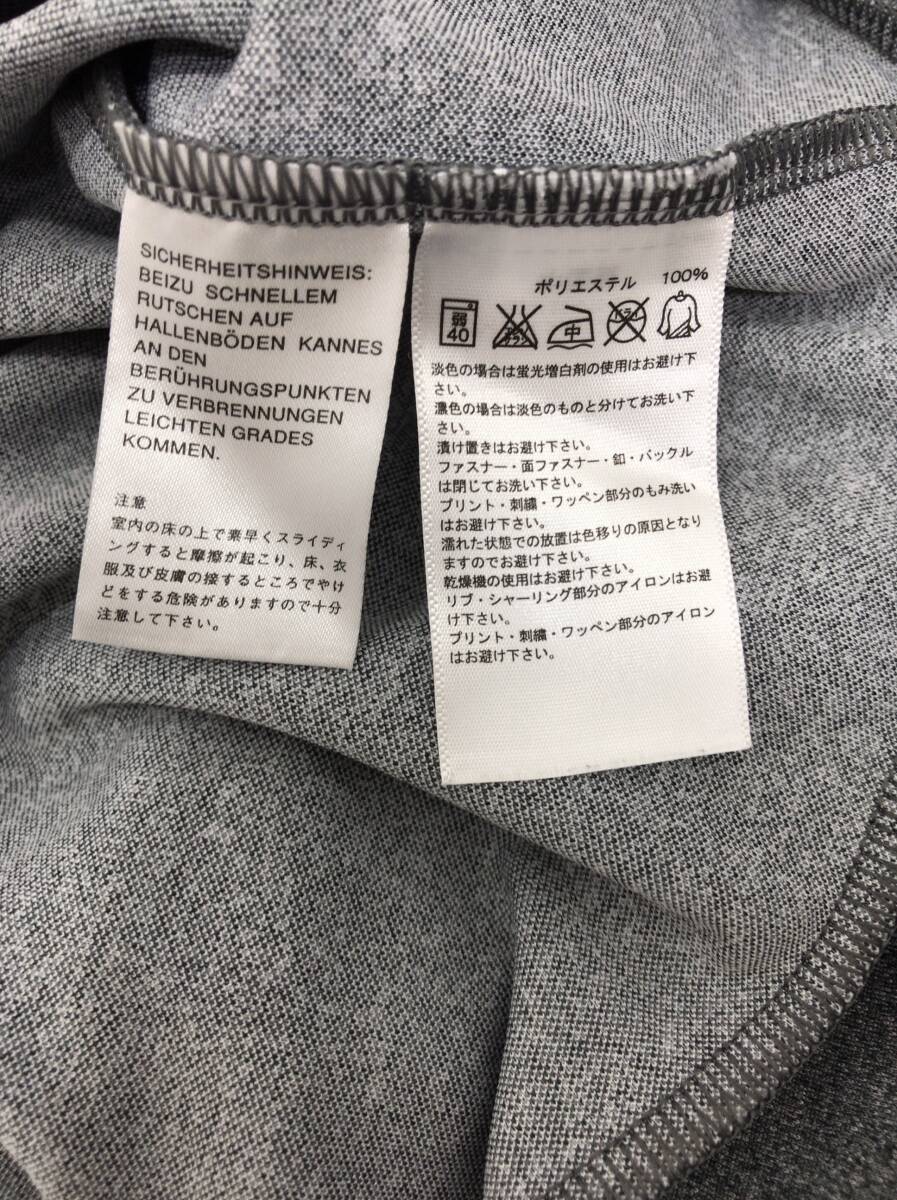 SICHERHEITSHINWEIS:
BEIZU SCHNELLEM
RUTSCHEN AUF
HALLENBÖDEN KANNES
AN DEN
BERÜHRUNGSPUNKTEN
ZU VERBRENNUNGEN
LEICHTEN GRADES
KOMMEN.
注意
室内の床の上で素早くスライディ
ングすると摩擦が起こり、床、衣
服及び皮膚の接するところでやけ
どをする危険がありますので十分
注意して下さい。
ポリエステル 100%
弱
40
中
ドライ
淡色の場合は蛍光増白剤の使用はお避け下
さい。
濃色の場合は淡色のものと分けてお洗い下
さい。
漬け置きはお避け下さい。
ファスナー・面ファスナー・釦・バックル
は閉じてお洗い下さい。
プリント・刺繍・ワッペン部分のもみ洗い
はお避け下さい。
濡れた状態での放置は色移りの原因となり
ますのでお避け下さい。
乾燥機の使用はお避け下さい。
リブ・シャーリング部分のアイロンはお避
け下さい。
プリント・刺繍・ワッペン部分のアイロン
はお避け下さい。